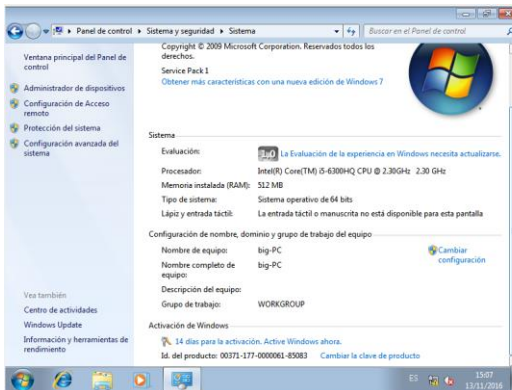 Panel de control
Sistema y seguridad
Sistema
Buscar en el Panel de control
Ventana principal del Panel de
control
Administrador de dispositivos
Configuración de Acceso
remoto
Protección del sistema
Configuración avanzada del
sistema
Vea también
Centro de actividades
Windows Update
Información y herramientas de
rendimiento
Copyright © 2009 Microsoft Corporation. Reservados todos los
derechos.
Service Pack 1
Obtener más características con una nueva edición de Windows 7
Sistema
Evaluación: 1,0 La Evaluación de la experiencia en Windows necesita actualizarse.
Procesador: Intel(R) Core(TM) i5-6300HQ CPU @ 2.30GHz 2.30 GHz
Memoria instalada (RAM): 512 MB
Tipo de sistema: Sistema operativo de 64 bits
Lápiz y entrada táctil: La entrada táctil o manuscrita no está disponible para esta pantalla
Configuración de nombre, dominio y grupo de trabajo del equipo
Nombre de equipo: big-PC
Cambiar
configuración
Nombre completo de
equipo:
big-PC
Descripción del equipo:
Grupo de trabajo: WORKGROUP
Activación de Windows
14 días para la activación. Active Windows ahora.
Id. del producto: 00371-177-0000061-85083 Cambiar la clave de producto
ES
15:07
13/11/2016